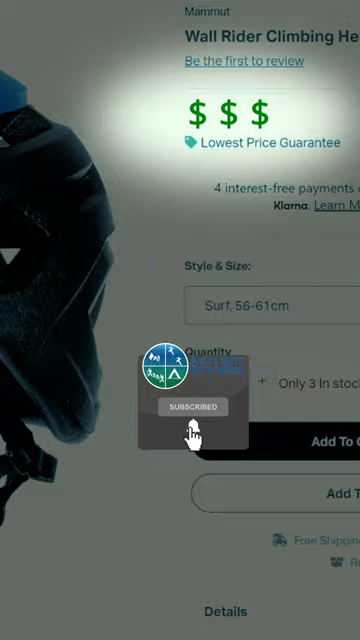 Mammut
Wall Rider Climbing He
Be the first to review
$ $ $
Lowest Price Guarantee
4 interest-free payments
Klarna. Learn M
Style & Size:
Surf, 56-61cm
Quantity
+
Only 3 in stoc
SUBSCRIBED
Add To
Add T
Free Shippin
Details